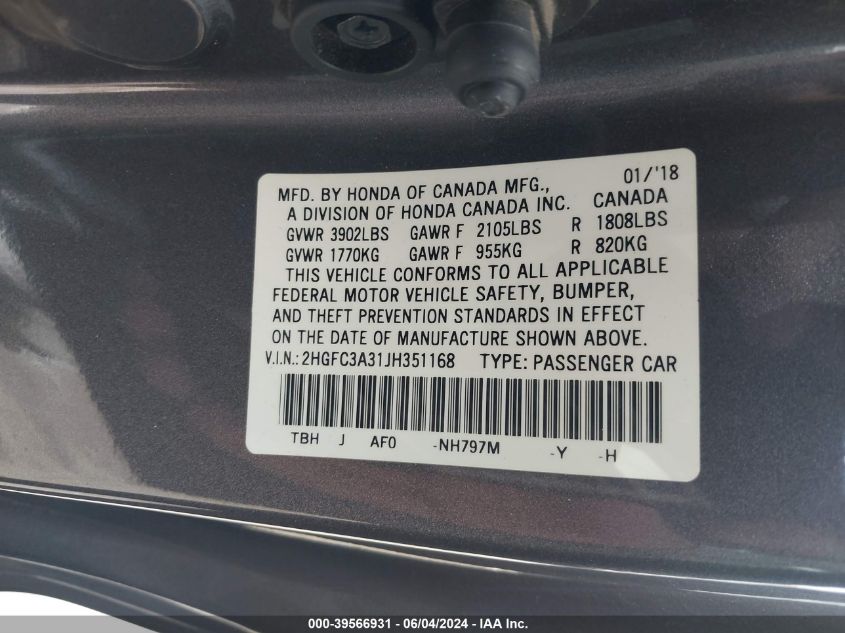 01/'18
MFD. BY HONDA OF CANADA MFG.,
A DIVISION OF HONDA CANADA INC. CANADA
GVWR 3902LBS GAWR F 2105LBS R 1808LBS
GVWR 1770KG GAWR F 955KG R 820KG
THIS VEHICLE CONFORMS TO ALL APPLICABLE
FEDERAL MOTOR VEHICLE SAFETY, BUMPER,
AND THEFT PREVENTION STANDARDS IN EFFECT
ON THE DATE OF MANUFACTURE SHOWN ABOVE.
V.I.N.: 2HGFC3A31JH351168 TYPE: PASSENGER CAR
TBH J AF0 -NH797M -Y -H
000-39566931 - 06/04/2024 - IAA Inc.